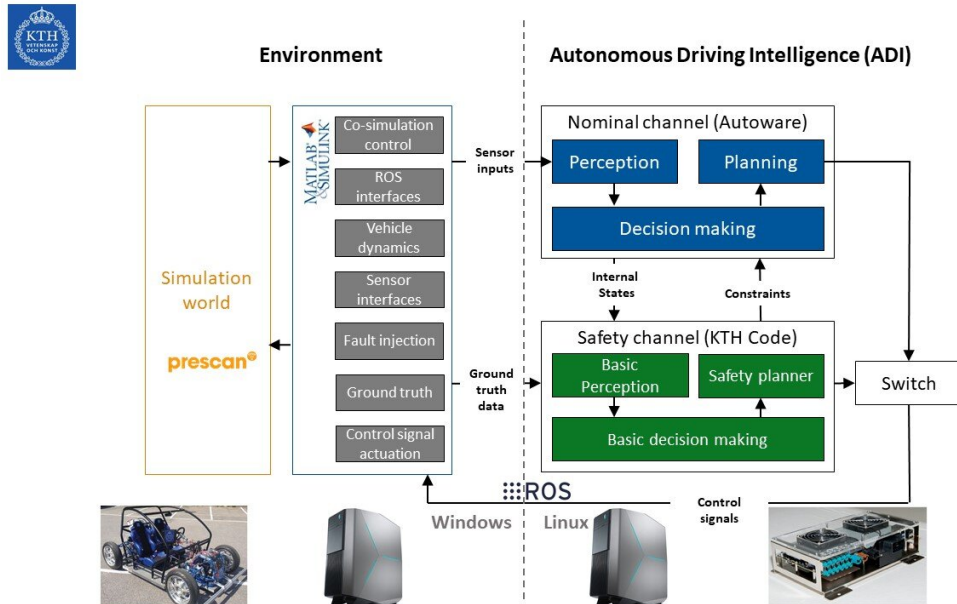 KTH
VETENSKAP
OCH KONST
Environment
Autonomous Driving Intelligence (ADI)
Simulation
world
prescan
MATLAB
&SIMULINK
Co-simulation
control
ROS
interfaces
Vehicle
dynamics
Sensor
interfaces
Fault injection
Ground truth
Control signal
actuation
Sensor
inputs
Ground
truth
data
Nominal channel (Autoware)
Perception
Planning
Decision making
Internal
States
Constraints
Safety channel (KTH Code)
Basic
Perception
Safety planner
Basic decision making
Switch
ROS
Control
signals
Windows
Linux